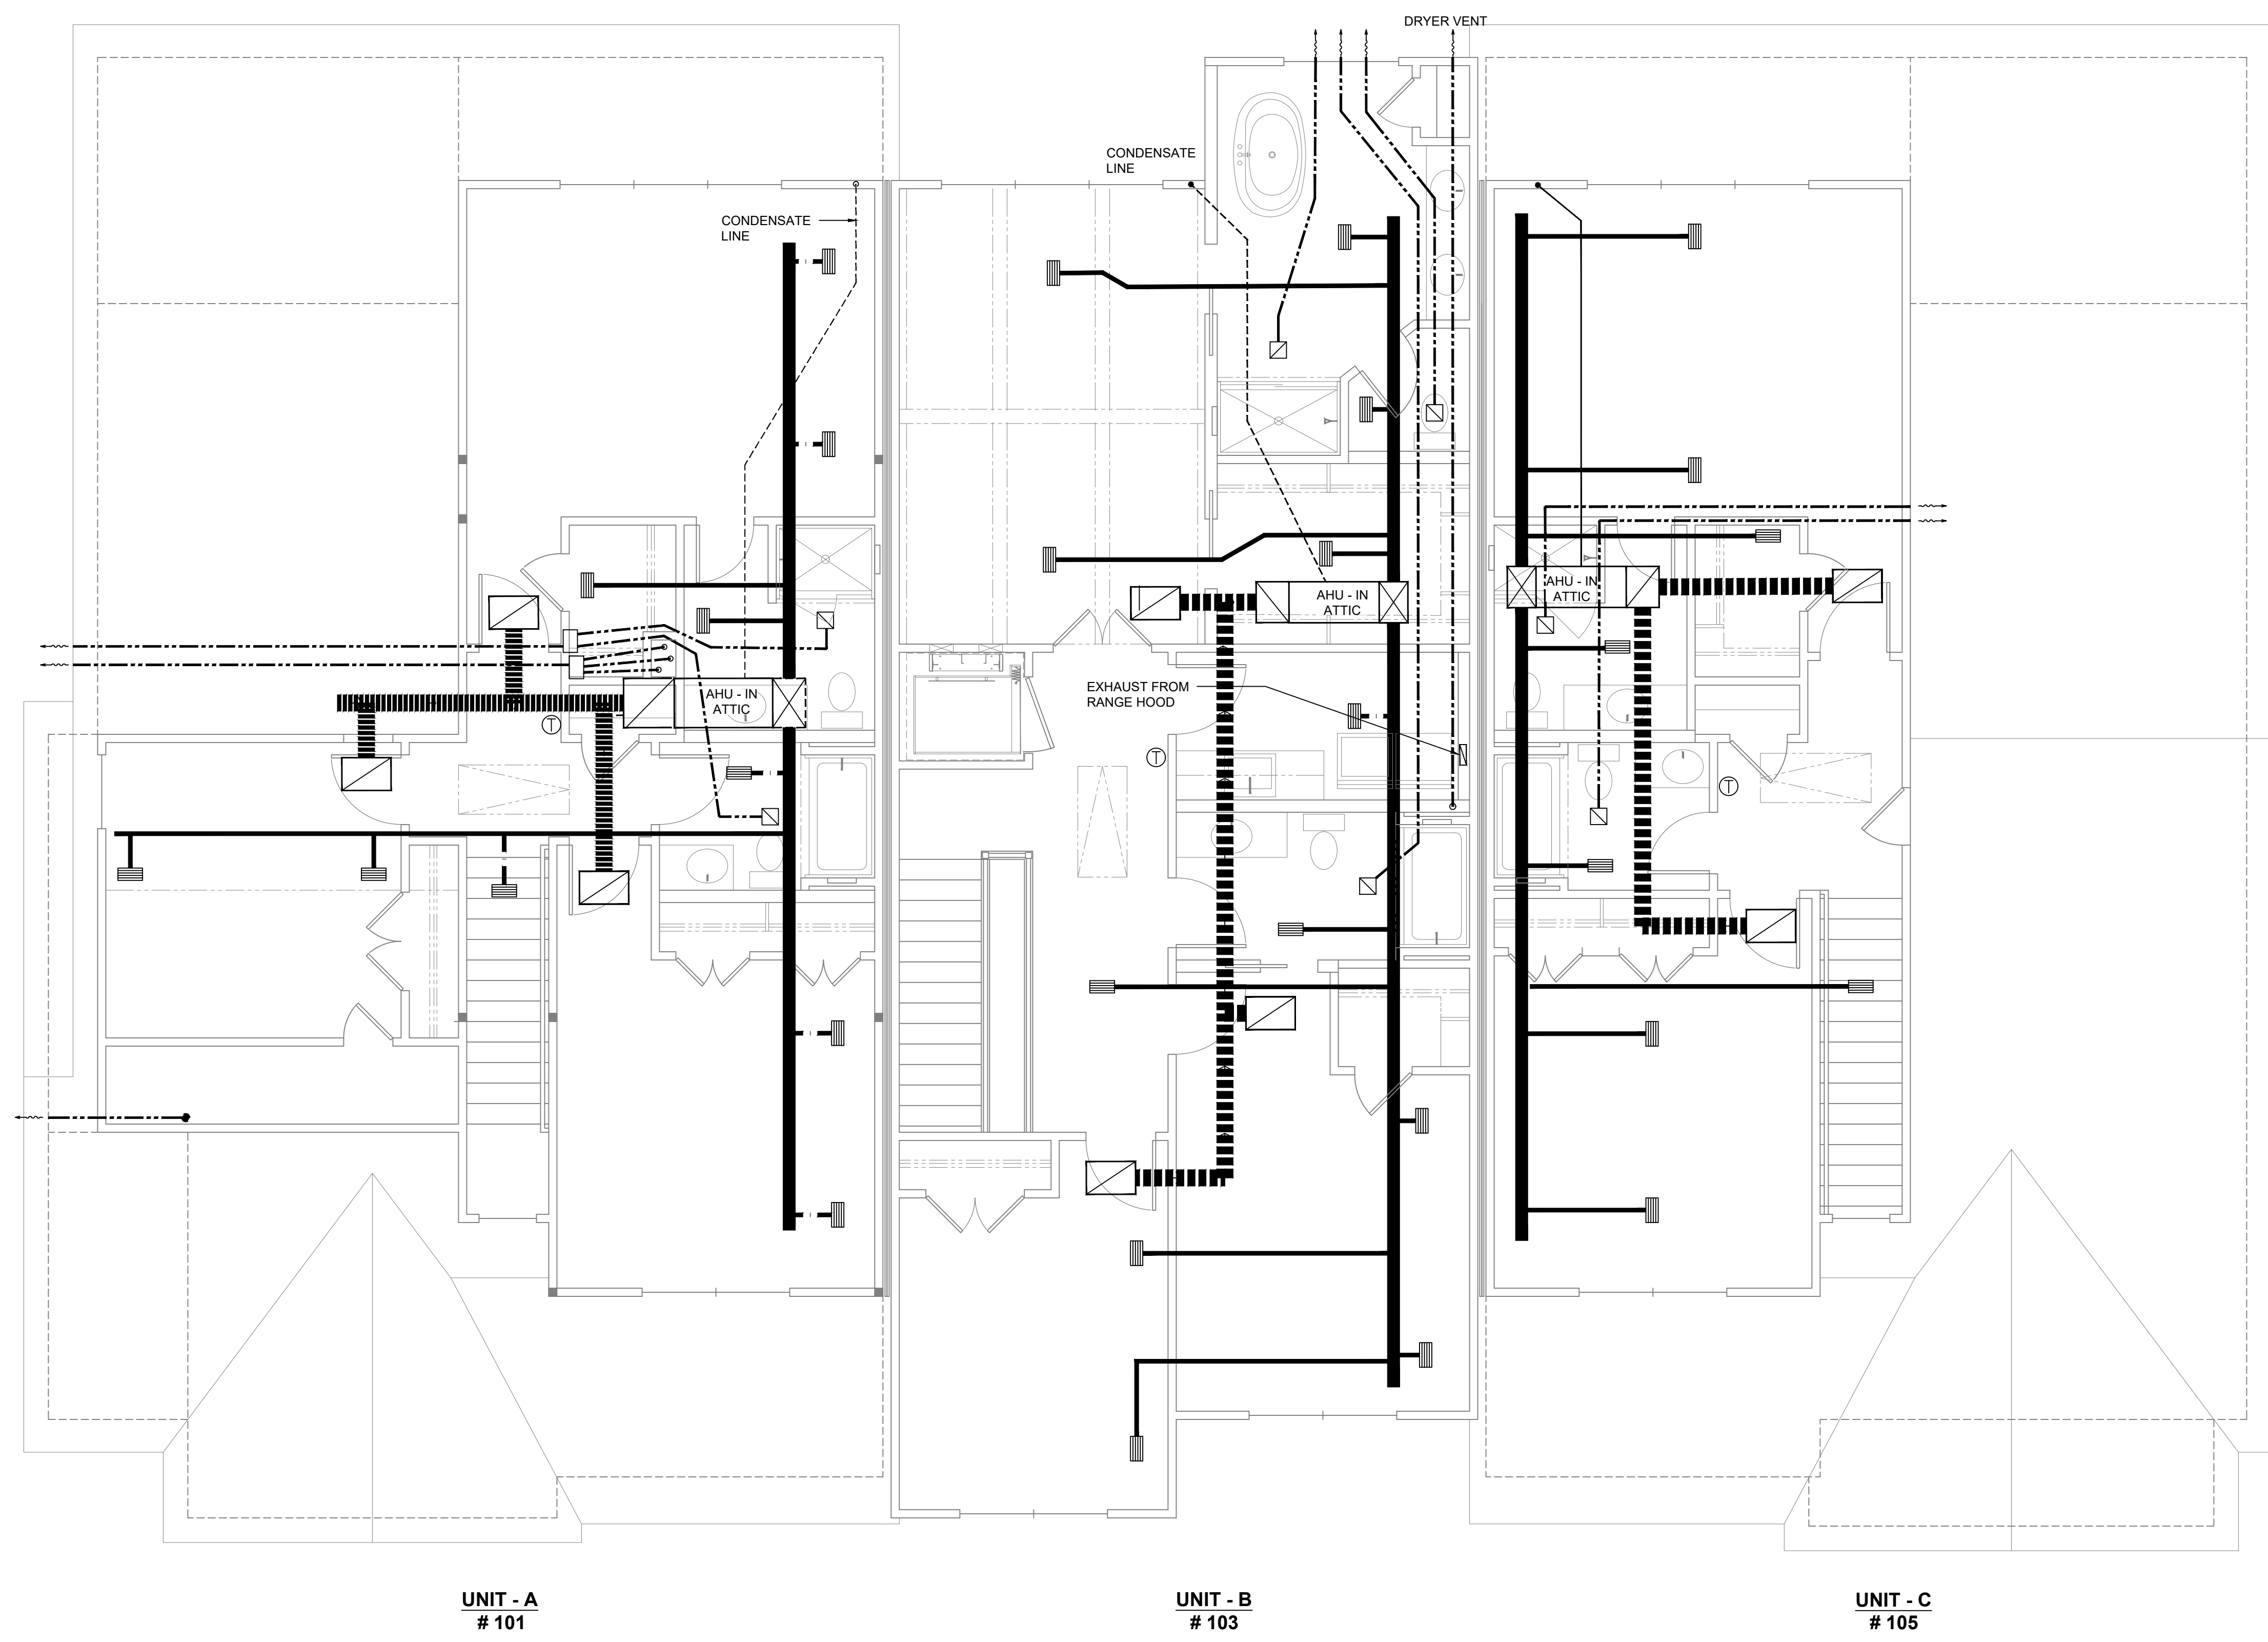 DRYER VENT
CONDENSATE
LINE
CONDENSATE
LINE
AHU - IN
ATTIC
AHU - IN
ATTIC
AHU - IN
ATTIC
EXHAUST FROM
RANGE HOOD
T
T
T
UNIT - A
# 101
UNIT - B
# 103
UNIT - C
# 105